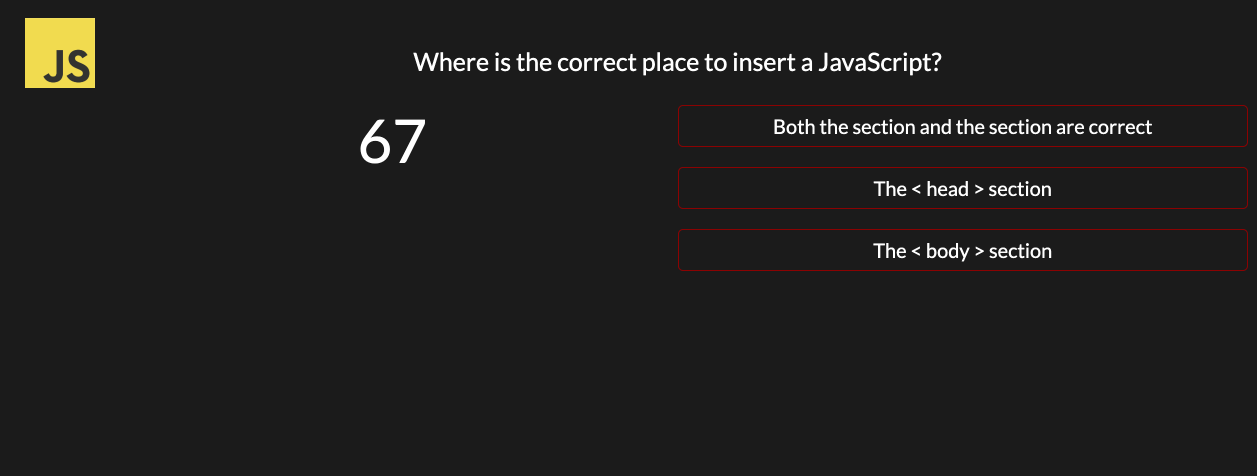 JS
Where is the correct place to insert a JavaScript?
67
Both the section and the section are correct
The < head > section
The < body > section